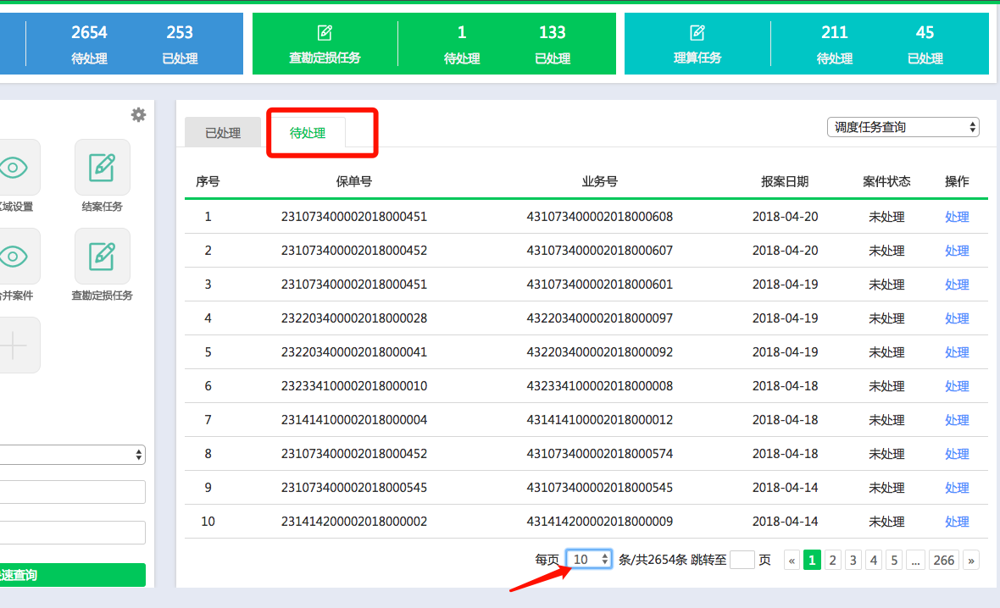 2654 253
待处理 已处理
查勘定损任务
1 133
待处理 已处理
理算任务
211 45
待处理 已处理
域设置
结案任务
并案件
查勘定损任务
速查询
已处理 待处理 调度任务查询
序号 保单号 业务号 报案日期 案件状态 操作
1 231073400002018000451 431073400002018000608 2018-04-20 未处理 处理
2 231073400002018000452 431073400002018000607 2018-04-20 未处理 处理
3 231073400002018000451 431073400002018000601 2018-04-19 未处理 处理
4 232203400002018000028 432203400002018000097 2018-04-19 未处理 处理
5 232203400002018000041 432203400002018000092 2018-04-19 未处理 处理
6 232334100002018000010 432334100002018000008 2018-04-18 未处理 处理
7 231414100002018000004 431414100002018000012 2018-04-18 未处理 处理
8 231073400002018000452 431073400002018000574 2018-04-18 未处理 处理
9 231073400002018000545 431073400002018000545 2018-04-14 未处理 处理
10 231414200002018000002 431414200002018000009 2018-04-14 未处理 处理
每页 10 条/共2654条 跳转至 页 « 1 2 3 4 5 ... 266 »